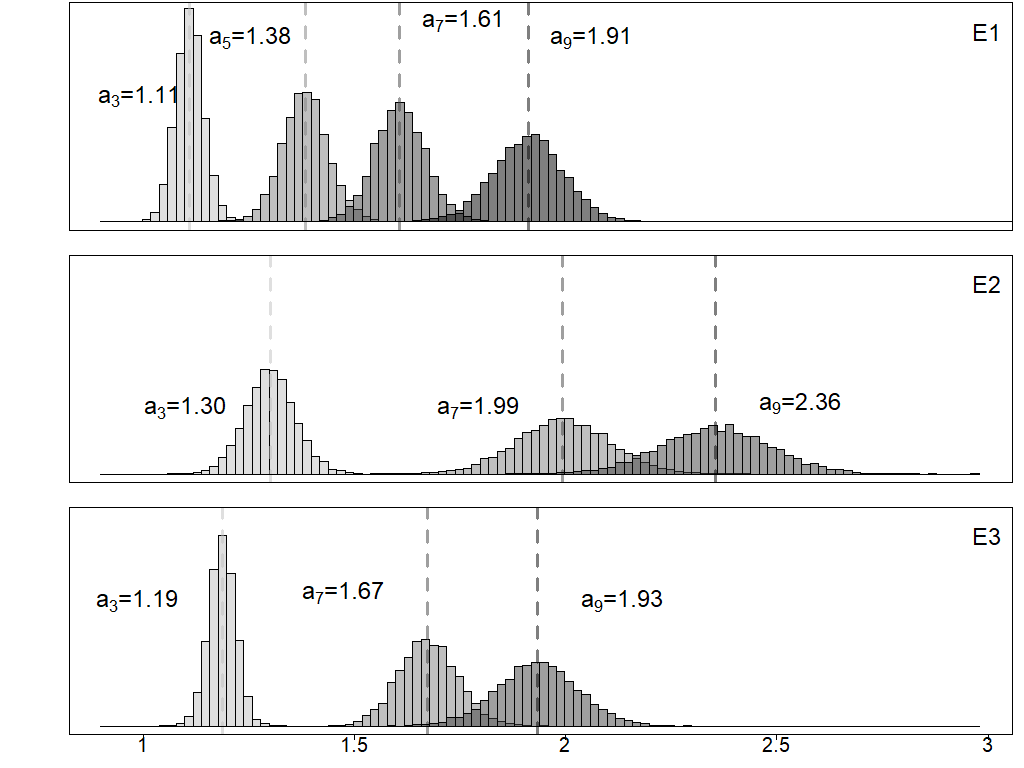 a₇=1.61
E1
a₅=1.38
a₉=1.91
a₃=1.11
E2
a₃=1.30
a₇=1.99
a₉=2.36
E3
a₃=1.19
a₇=1.67
a₉=1.93
1 1.5 2 2.5 3